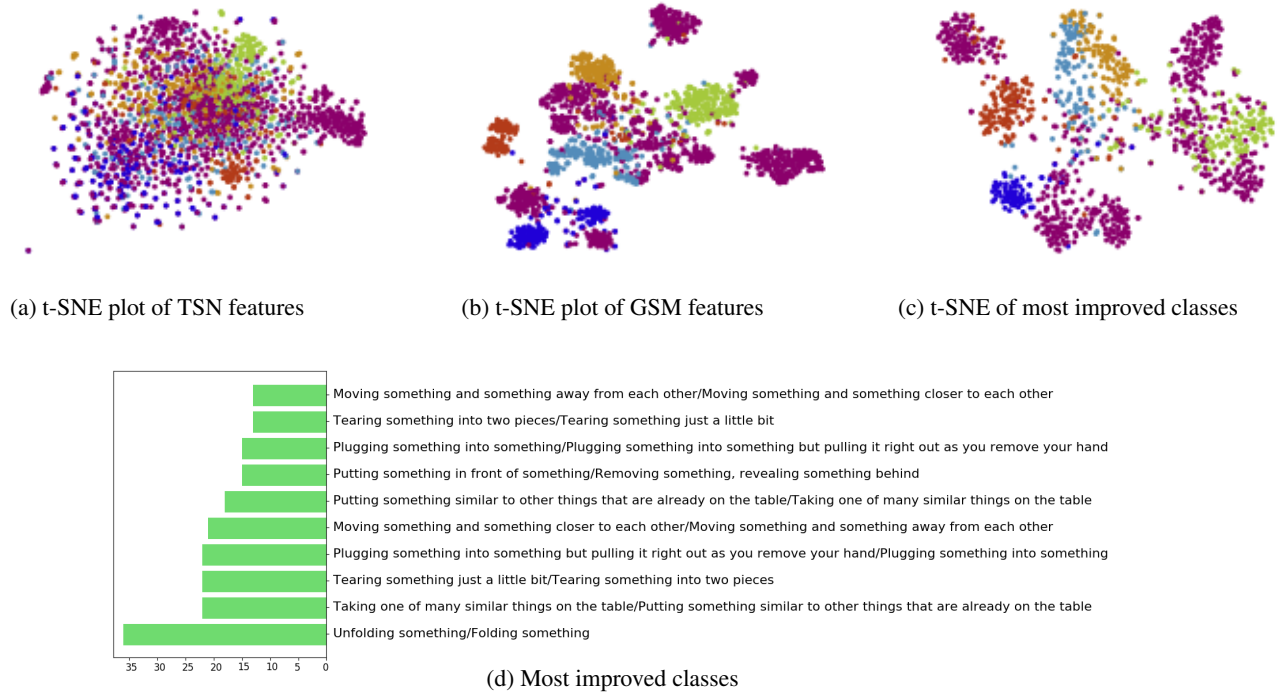 (a) t-SNE plot of TSN features
(b) t-SNE plot of GSM features
(c) t-SNE of most improved classes
Moving something and something away from each other/Moving something and something closer to each other
Tearing something into two pieces/Tearing something just a little bit
Plugging something into something/Plugging something into something but pulling it right out as you remove your hand
Putting something in front of something/Removing something, revealing something behind
Putting something similar to other things that are already on the table/Taking one of many similar things on the table
Moving something and something closer to each other/Moving something and something away from each other
Plugging something into something but pulling it right out as you remove your hand/Plugging something into something
Tearing something just a little bit/Tearing something into two pieces
Taking one of many similar things on the table/Putting something similar to other things that are already on the table
Unfolding something/Folding something
35 30 25 20 15 10 5 0
(d) Most improved classes